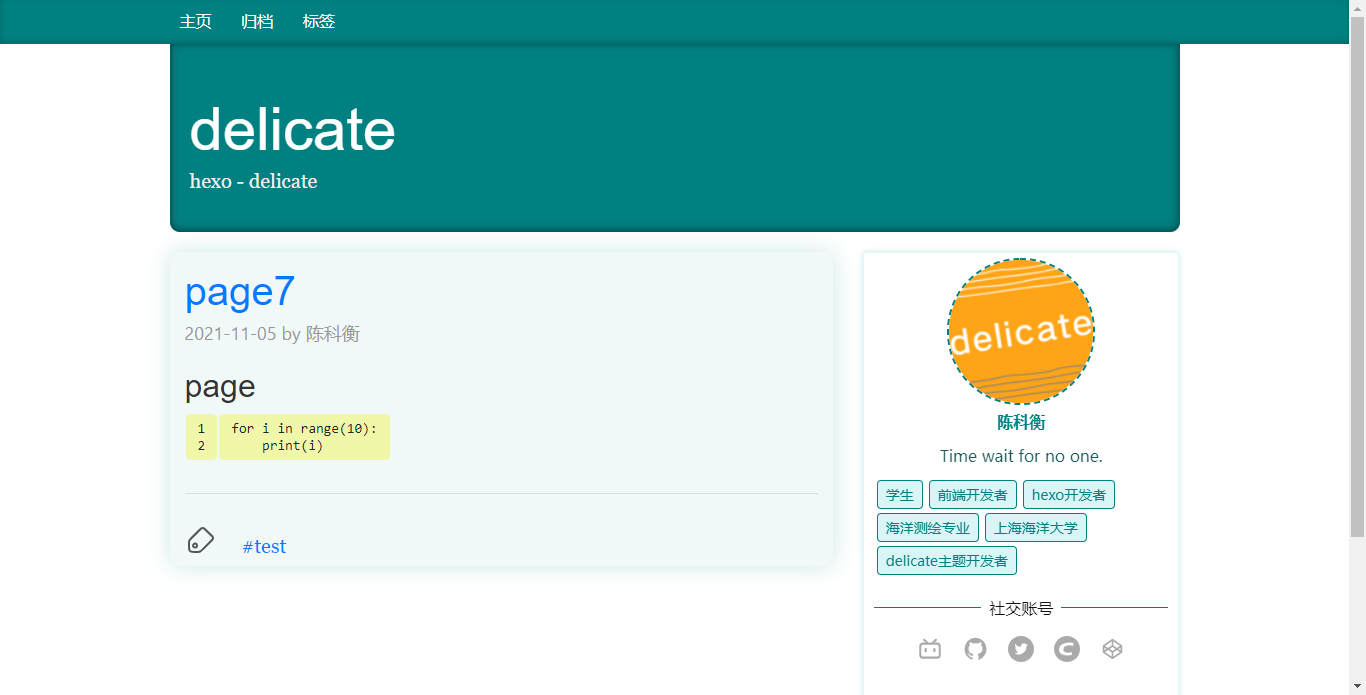 主页 归档 标签
delicate
hexo - delicate
page7
2021-11-05 by 陈科衡
page
1 for i in range(10):
2     print(i)
#test
delicate
陈科衡
Time wait for no one.
学生 前端开发者 hexo开发者
海洋测绘专业 上海海洋大学
delicate主题开发者
社交账号